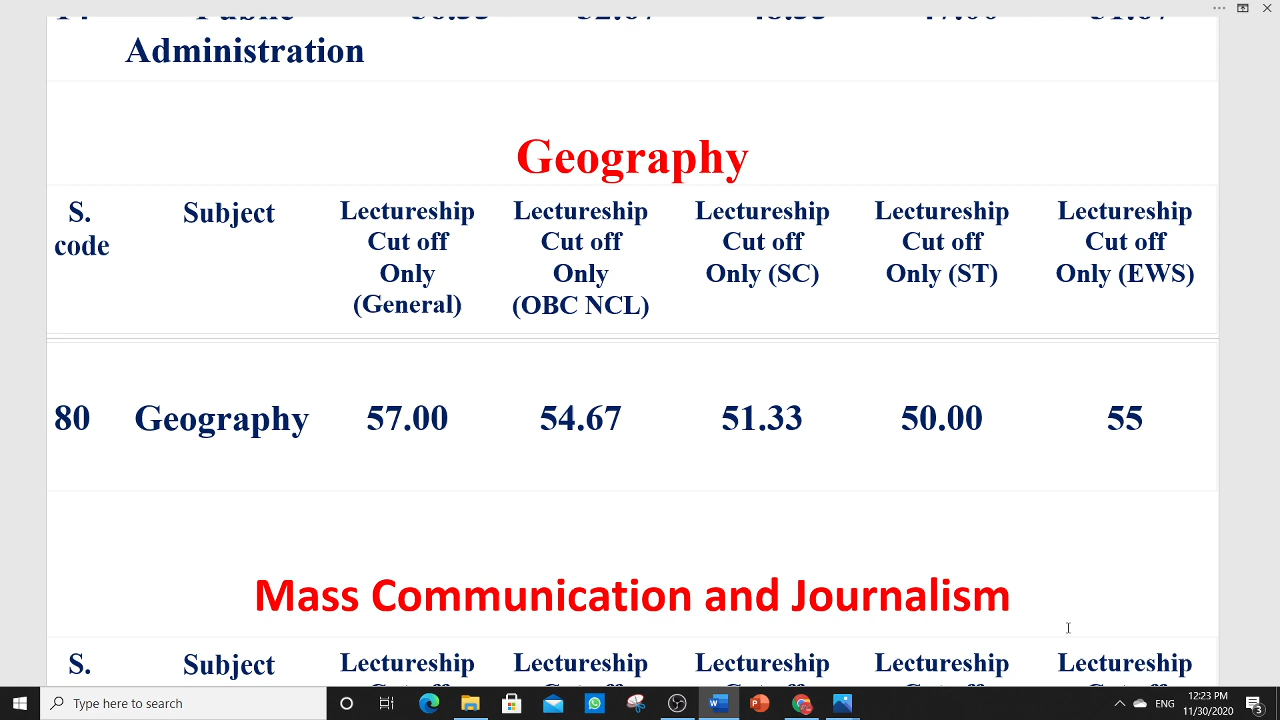 Administration
Geography
S. code Subject Lectureship Cut off Only (General) Lectureship Cut off Only (OBC NCL) Lectureship Cut off Only (SC) Lectureship Cut off Only (ST) Lectureship Cut off Only (EWS)
80 Geography 57.00 54.67 51.33 50.00 55
Mass Communication and Journalism
S. Subject Lectureship Lectureship Lectureship Lectureship Lectureship
Type here to search
ENG
12:23 PM
11/30/2020
3